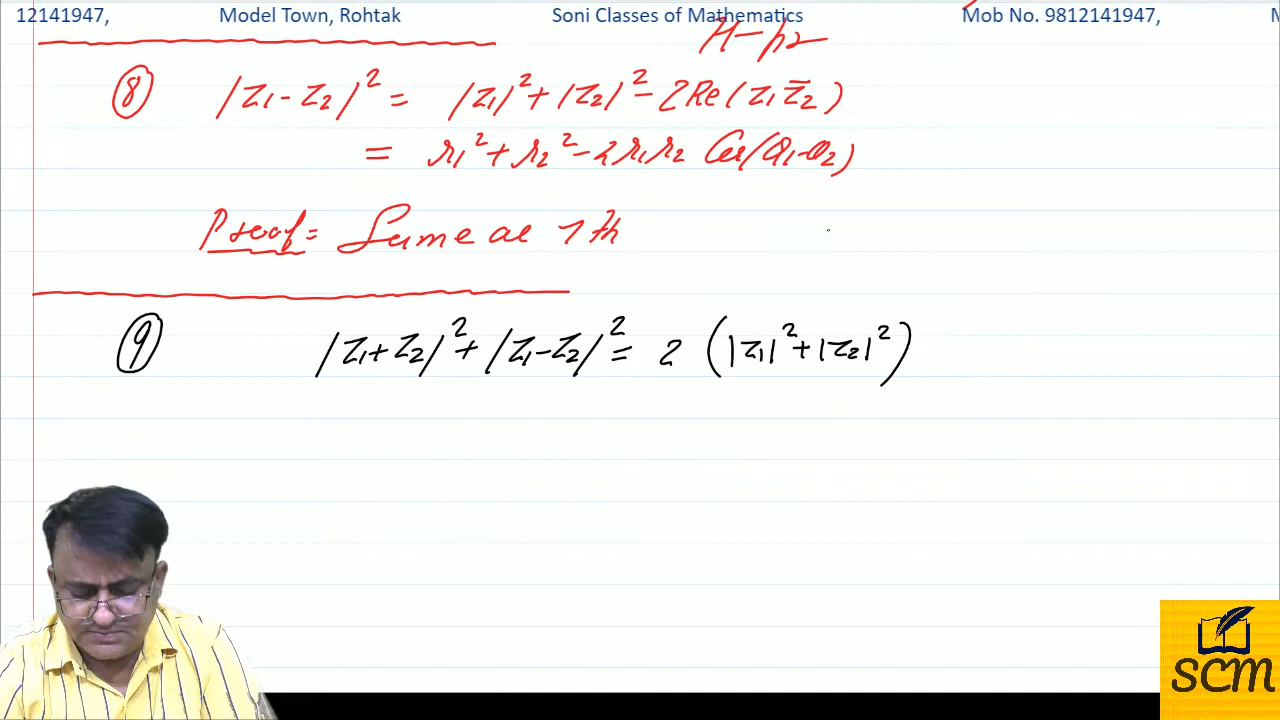 12141947, Model Town, Rohtak Soni Classes of Mathematics Mob No. 9812141947, M
⑧ |z₁ - z₂|² = |z₁|² + |z₂|² - 2Re(z₁z̄₂)
= r₁² + r₂² - 2r₁r₂ Cos(θ₁-θ₂)
Proof = Same as 7th
⑨ |z₁+z₂|² + |z₁-z₂|² = 2 (|z₁|² + |z₂|²)
SCM